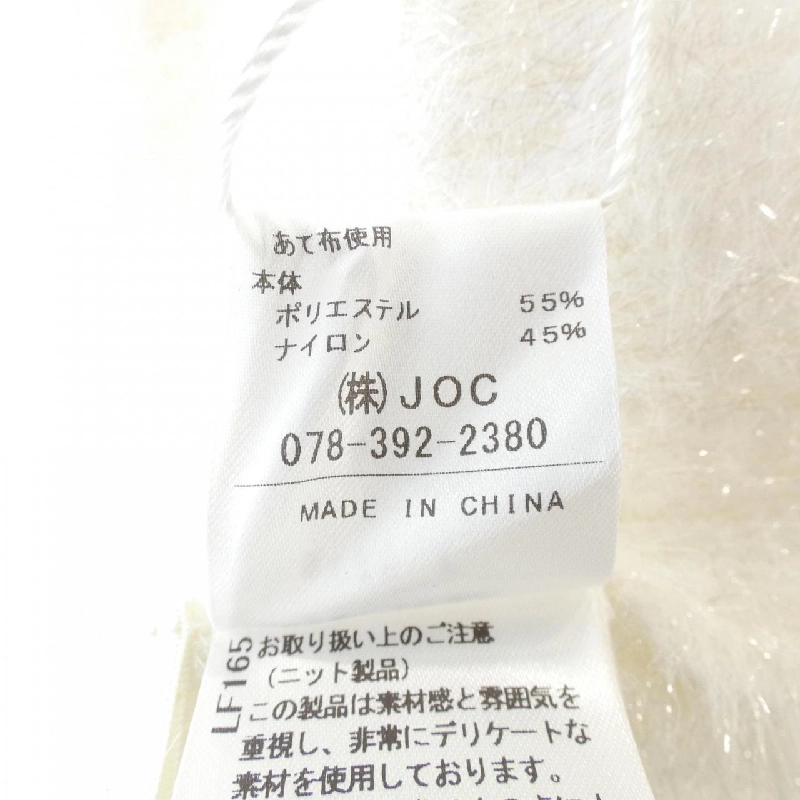 あて布使用
本体
ポリエステル 55%
ナイロン 45%
(株)JOC
078-392-2380
MADE IN CHINA
LF165
お取り扱い上のご注意
(ニット製品)
この製品は素材感と雰囲気を
重視し、非常にデリケートな
素材を使用しております。